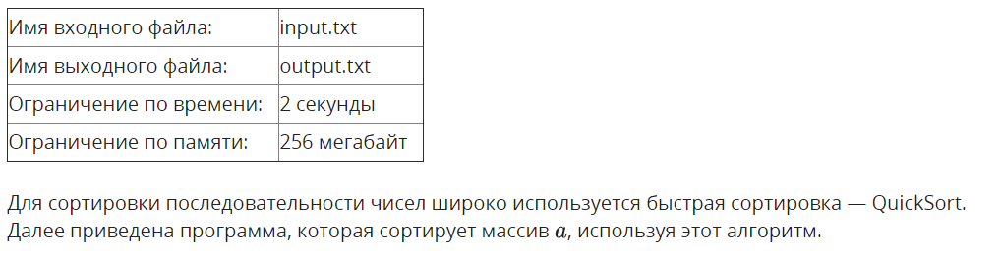 Имя входного файла: input.txt
Имя выходного файла: output.txt
Ограничение по времени: 2 секунды
Ограничение по памяти: 256 мегабайт
Для сортировки последовательности чисел широко используется быстрая сортировка — QuickSort.
Далее приведена программа, которая сортирует массив a, используя этот алгоритм.